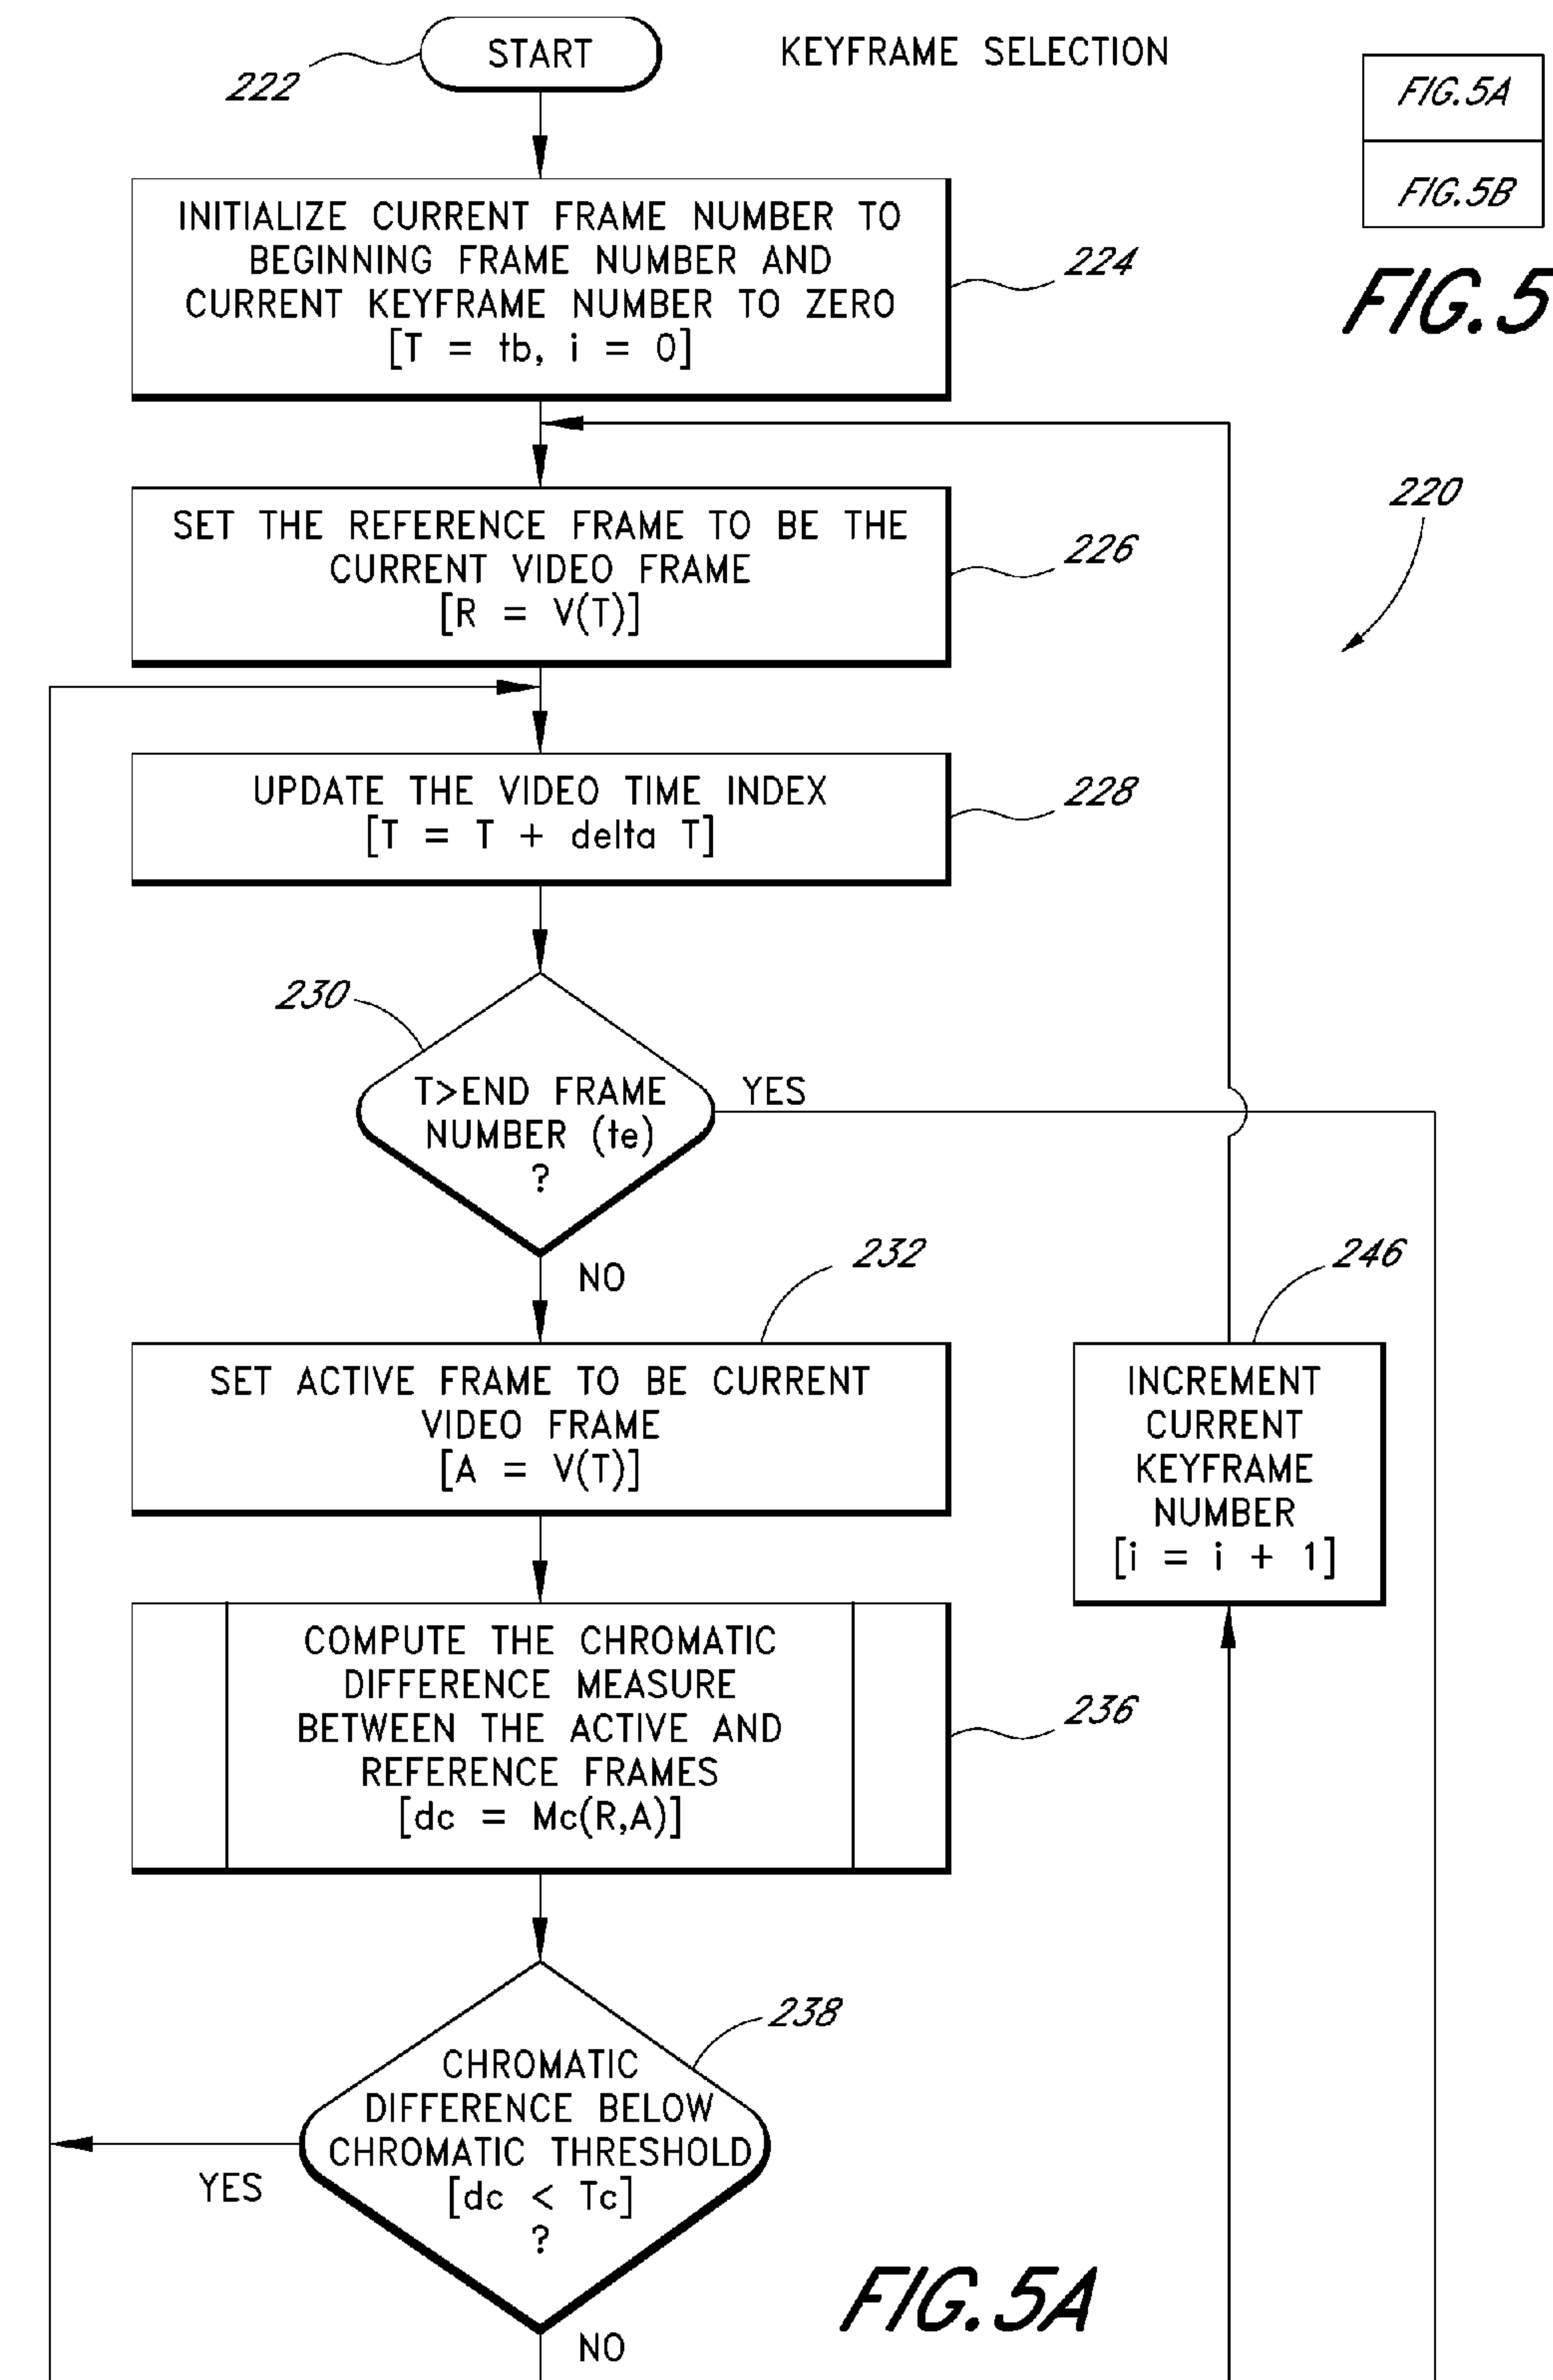 START
KEYFRAME SELECTION
222
FIG.5A
FIG.5B
FIG.5
INITIALIZE CURRENT FRAME NUMBER TO
BEGINNING FRAME NUMBER AND
CURRENT KEYFRAME NUMBER TO ZERO
[T = tb, i = 0]
224
SET THE REFERENCE FRAME TO BE THE
CURRENT VIDEO FRAME
[R = V(T)]
226
220
UPDATE THE VIDEO TIME INDEX
[T = T + delta T]
228
230
T>END FRAME
NUMBER (te)
?
YES
NO
232
SET ACTIVE FRAME TO BE CURRENT
VIDEO FRAME
[A = V(T)]
246
INCREMENT
CURRENT
KEYFRAME
NUMBER
[i = i + 1]
COMPUTE THE CHROMATIC
DIFFERENCE MEASURE
BETWEEN THE ACTIVE AND
REFERENCE FRAMES
[dc = Mc(R,A)]
236
238
CHROMATIC
DIFFERENCE BELOW
CHROMATIC THRESHOLD
[dc < Tc]
?
YES
NO
FIG.5A